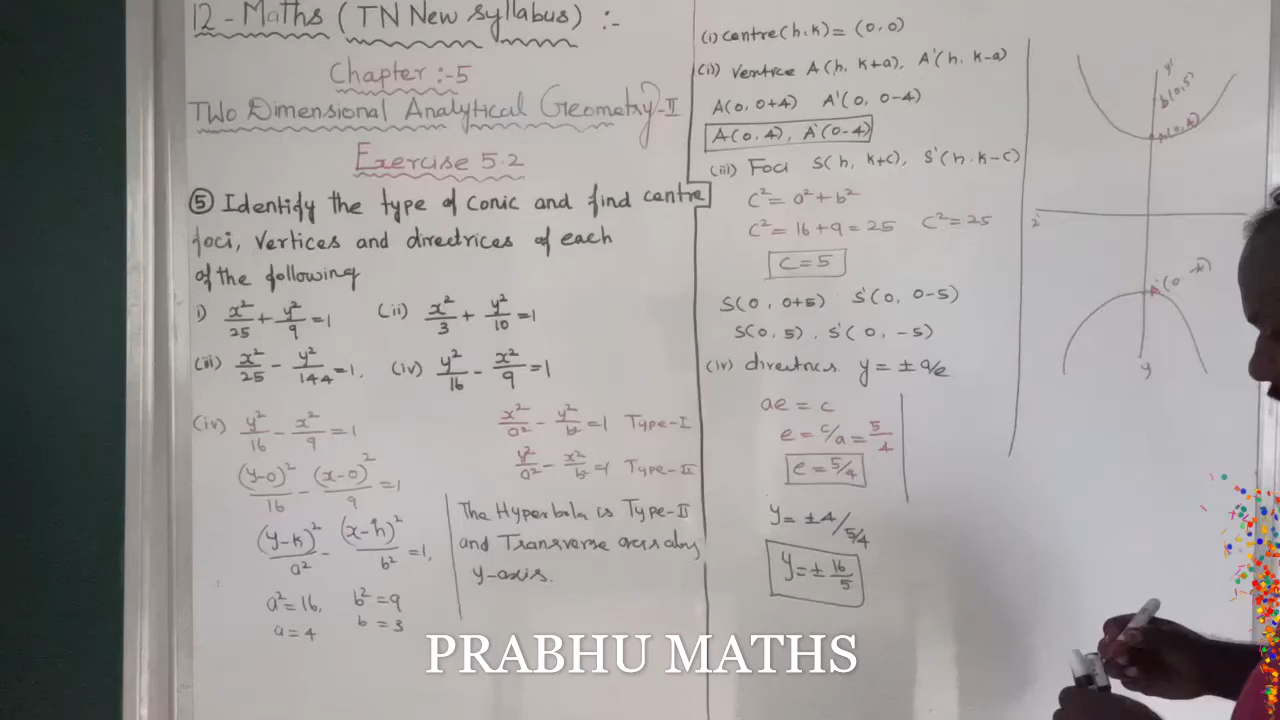 12 - Maths ( TN New syllabus ) :-
Chapter :- 5
Two Dimensional Analytical Geometry - II
Exercise 5.2
⑤ Identify the type of conic and find centre
foci, vertices and directrices of each
of the following
i) x²/25 + y²/9 = 1 (ii) x²/3 + y²/10 = 1
(iii) x²/25 - y²/144 = 1. (iv) y²/16 - x²/9 = 1
(iv) y²/16 - x²/9 = 1
(y-0)²/16 - (x-0)²/9 = 1
(y-k)²/a² - (x-h)²/b² = 1,
a² = 16, b² = 9
a = 4 b = 3
x²/a² - y²/b² = 1 Type-I
y²/a² - x²/b² = 1 Type-II
The Hyperbola is Type-II
and Transverse axis along
y-axis.
(i) centre (h, k) = (0, 0)
(ii) vertice A (h, k+a), A' (h, k-a)
A (0, 0+4) A' (0, 0-4)
A (0, 4), A' (0-4)
(iii) Foci S (h, k+c), S' (h, k-c)
c² = a² + b²
c² = 16 + 9 = 25 c² = 25
c = 5
S (0, 0+5) S' (0, 0-5)
S (0, 5), S' (0, -5)
(iv) directrices y = ± a/e
ae = c
e = c/a = 5/4
e = 5/4
y = ± 4/5/4
y = ± 16/5
y'
(0,5)
A(0,4)
y
PRABHU MATHS